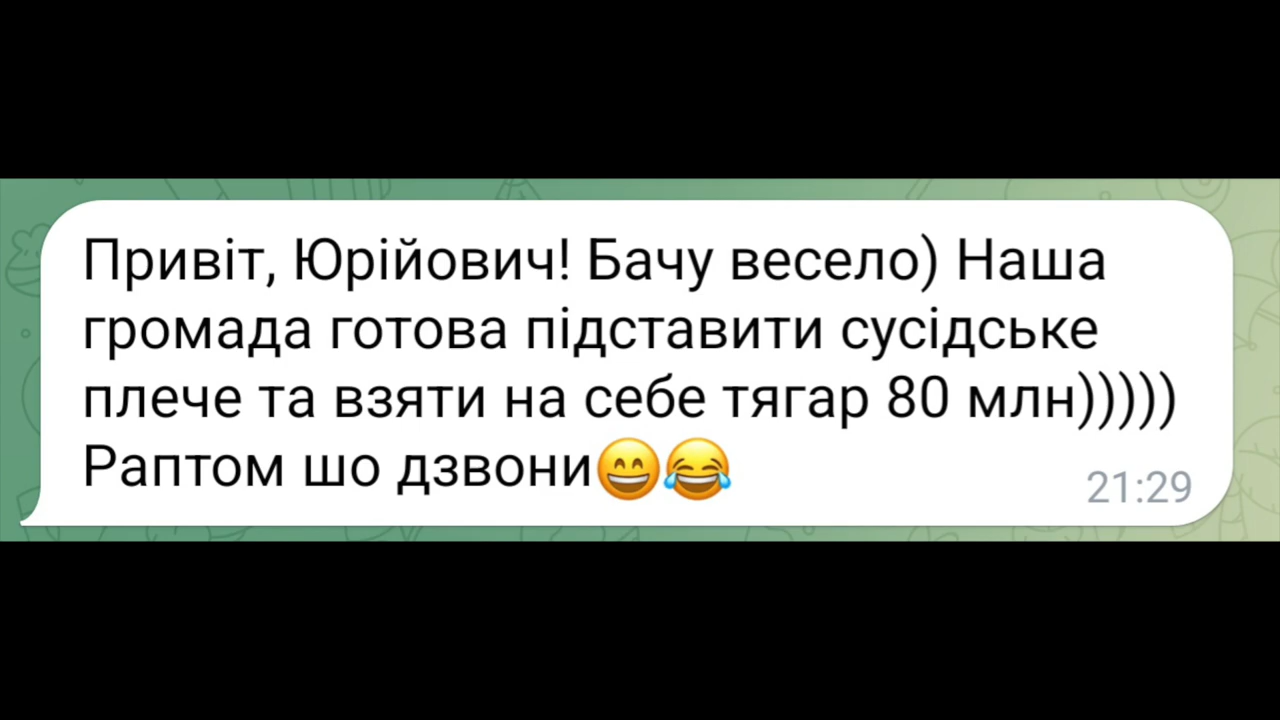 Привіт, Юрійович! Бачу весело) Наша
громада готова підставити сусідське
плече та взяти на себе тягар 80 млн)))))
Раптом шо дзвони😄😂
21:29